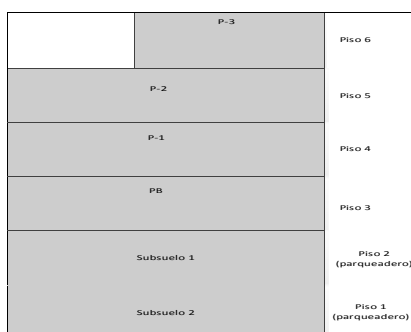 P-3
Piso 6
P-2
Piso 5
P-1
Piso 4
PB
Piso 3
Subsuelo 1
Piso 2
(parqueadero)
Subsuelo 2
Piso 1
(parqueadero)